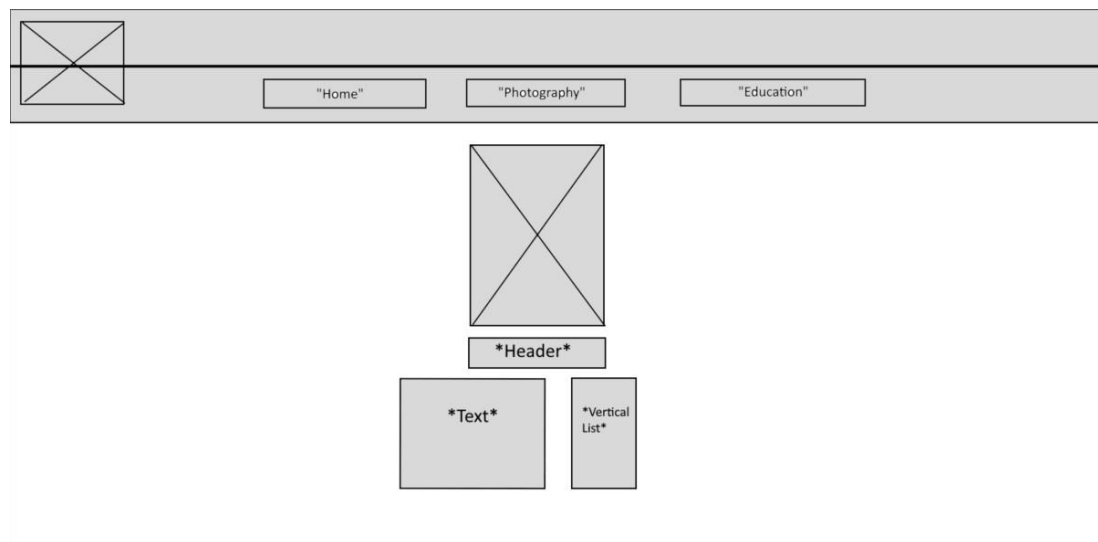 "Home"
"Photography"
"Education"
*Header*
*Text*
*Vertical
List*